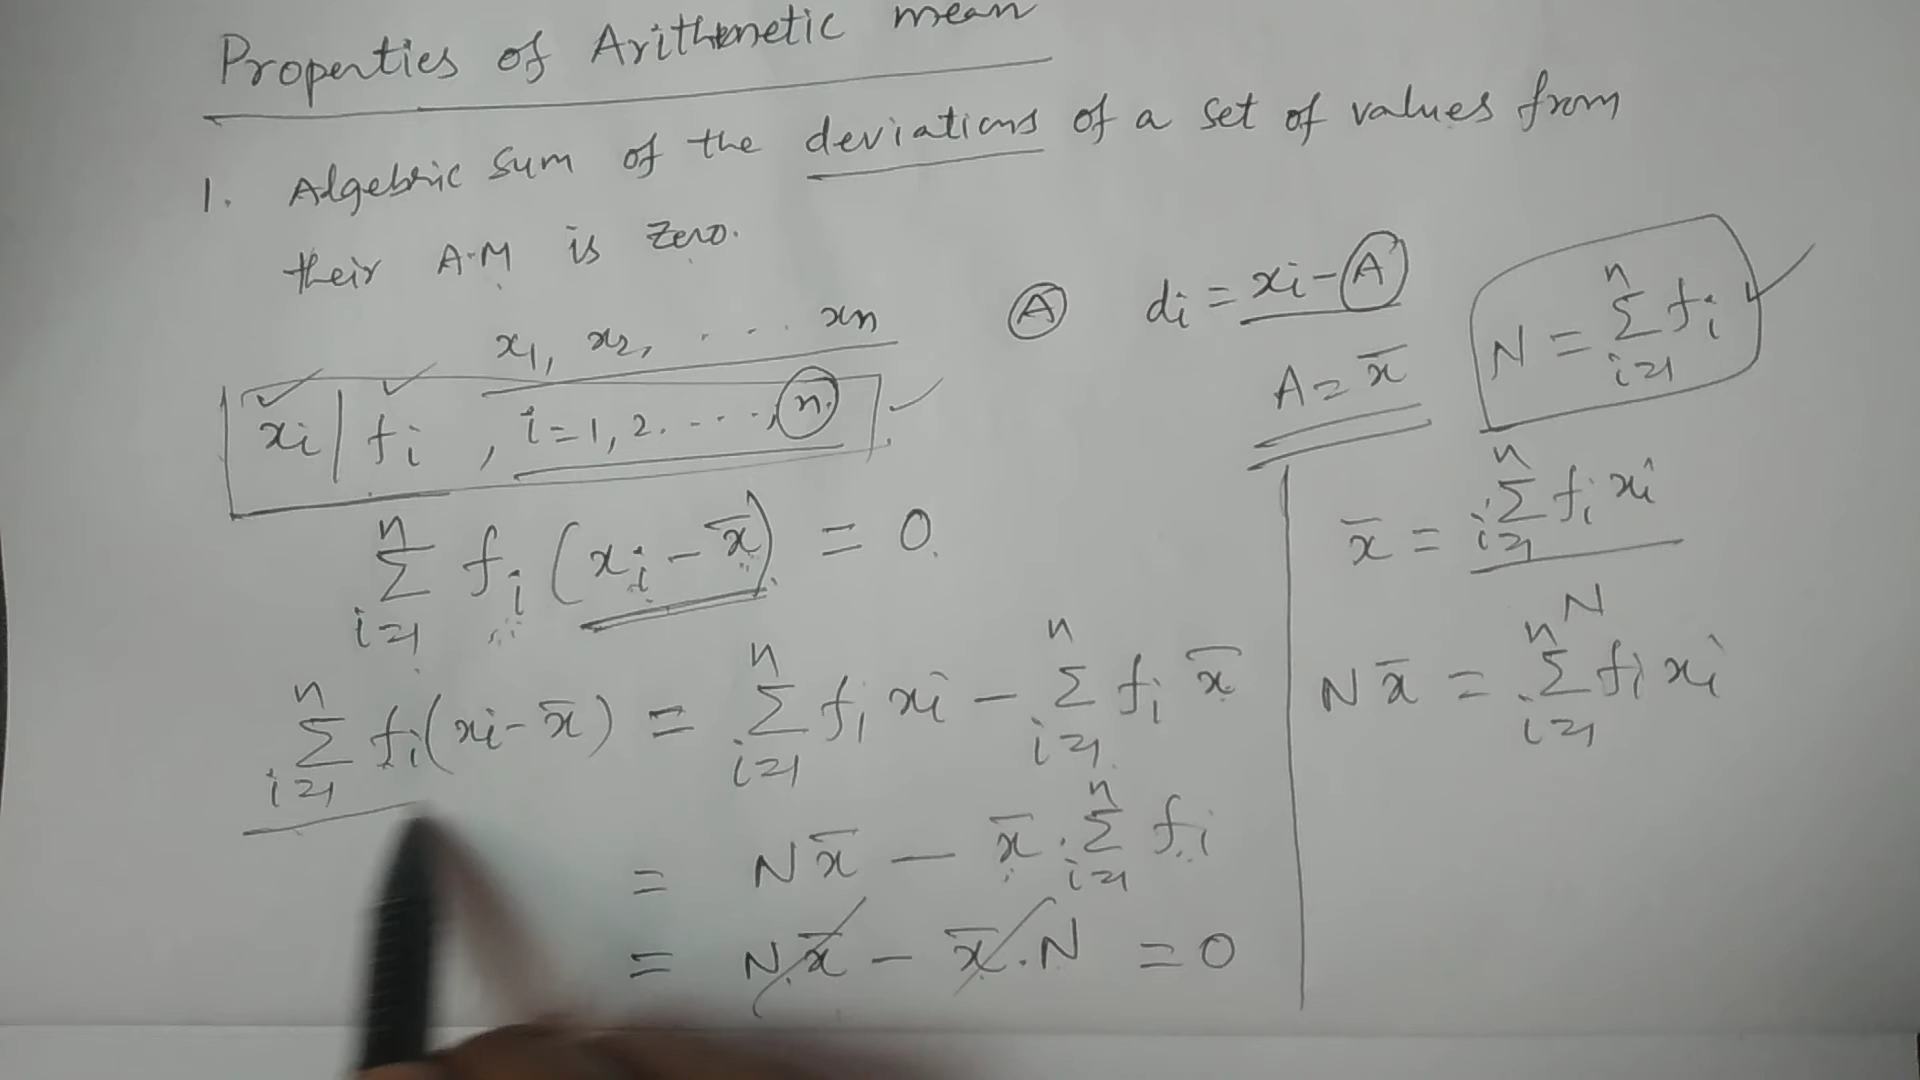 Properties of Arithmetic mean
1. Algebric sum of the deviations of a set of values from
their A.M is zero.
x₁, x₂, . . . . xn
A di = xi - A
A = x̄
N = Σ fi i=1 n
xi | fi , i=1, 2. - - - ., n.
n Σ i=1 fi (xi - x̄) = 0.
x̄ = n Σ i=1 fi xi / N
n Σ i=1 fi(xi - x̄) = n Σ i=1 fi xi - n Σ i=1 fi x̄
N x̄ = n Σ i=1 fi xi
= N x̄ - x̄ . n Σ i=1 fi
= N x̄ - x̄ . N = 0